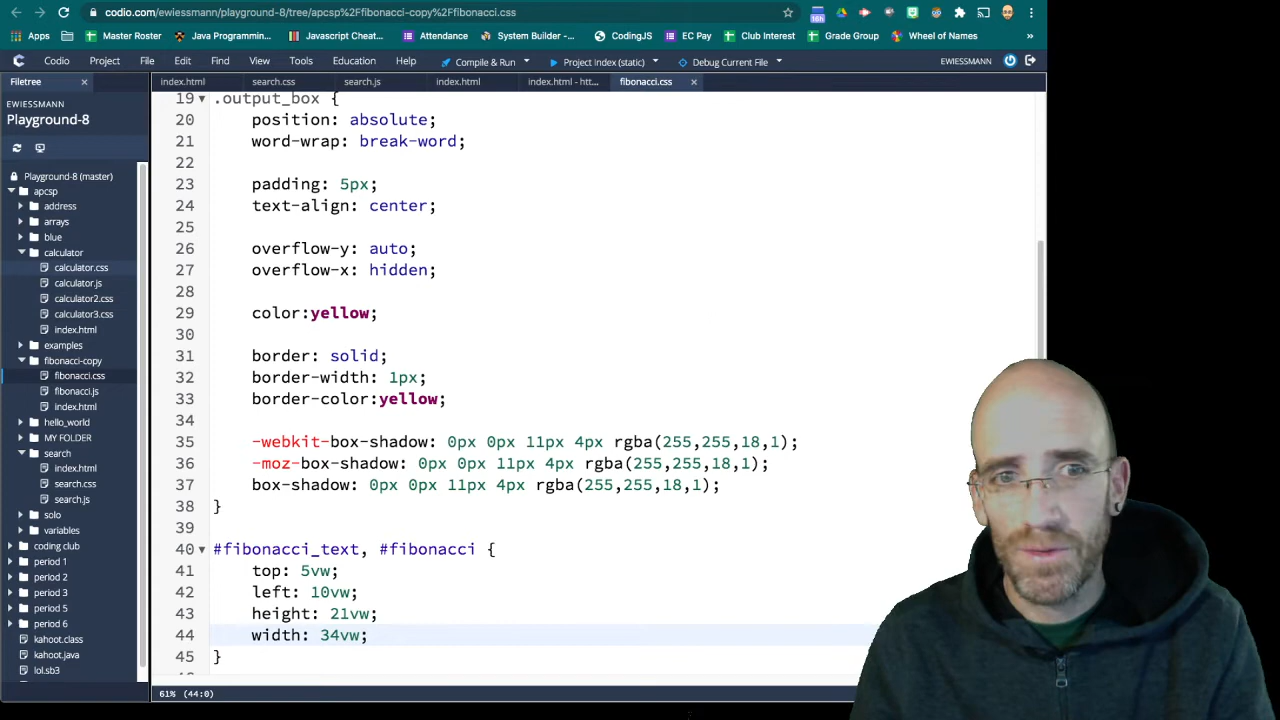 codio.com/ewiessmann/playground-8/tree/apcsp%2Ffibonacci-copy%2Ffibonacci.css
16h
Apps
Master Roster
Java Programmin...
Javascript Cheat...
Attendance
System Builder -...
CodingJS
EC Pay
Club Interest
Grade Group
Wheel of Names
»
Codio Project File Edit Find View Tools Education Help Compile & Run Project Index (static) Debug Current File EWIESSMANN
Filetree
index.html search.css search.js index.html index.html - htt... fibonacci.css
EWIESSMANN
Playground-8
Playground-8 (master)
apcsp
address
arrays
blue
calculator
calculator.css
calculator.js
calculator2.css
calculator3.css
index.html
examples
fibonacci-copy
fibonacci.css
fibonacci.js
index.html
hello_world
MY FOLDER
search
index.html
search.css
search.js
solo
variables
coding club
period 1
period 2
period 3
period 5
period 6
kahoot.class
kahoot.java
lol.sb3
19 .output_box {
20 position: absolute;
21 word-wrap: break-word;
22
23 padding: 5px;
24 text-align: center;
25
26 overflow-y: auto;
27 overflow-x: hidden;
28
29 color:yellow;
30
31 border: solid;
32 border-width: 1px;
33 border-color:yellow;
34
35 -webkit-box-shadow: 0px 0px 11px 4px rgba(255,255,18,1);
36 -moz-box-shadow: 0px 0px 11px 4px rgba(255,255,18,1);
37 box-shadow: 0px 0px 11px 4px rgba(255,255,18,1);
38 }
39
40 #fibonacci_text, #fibonacci {
41 top: 5vw;
42 left: 10vw;
43 height: 21vw;
44 width: 34vw;
45 }
61% (44:0)